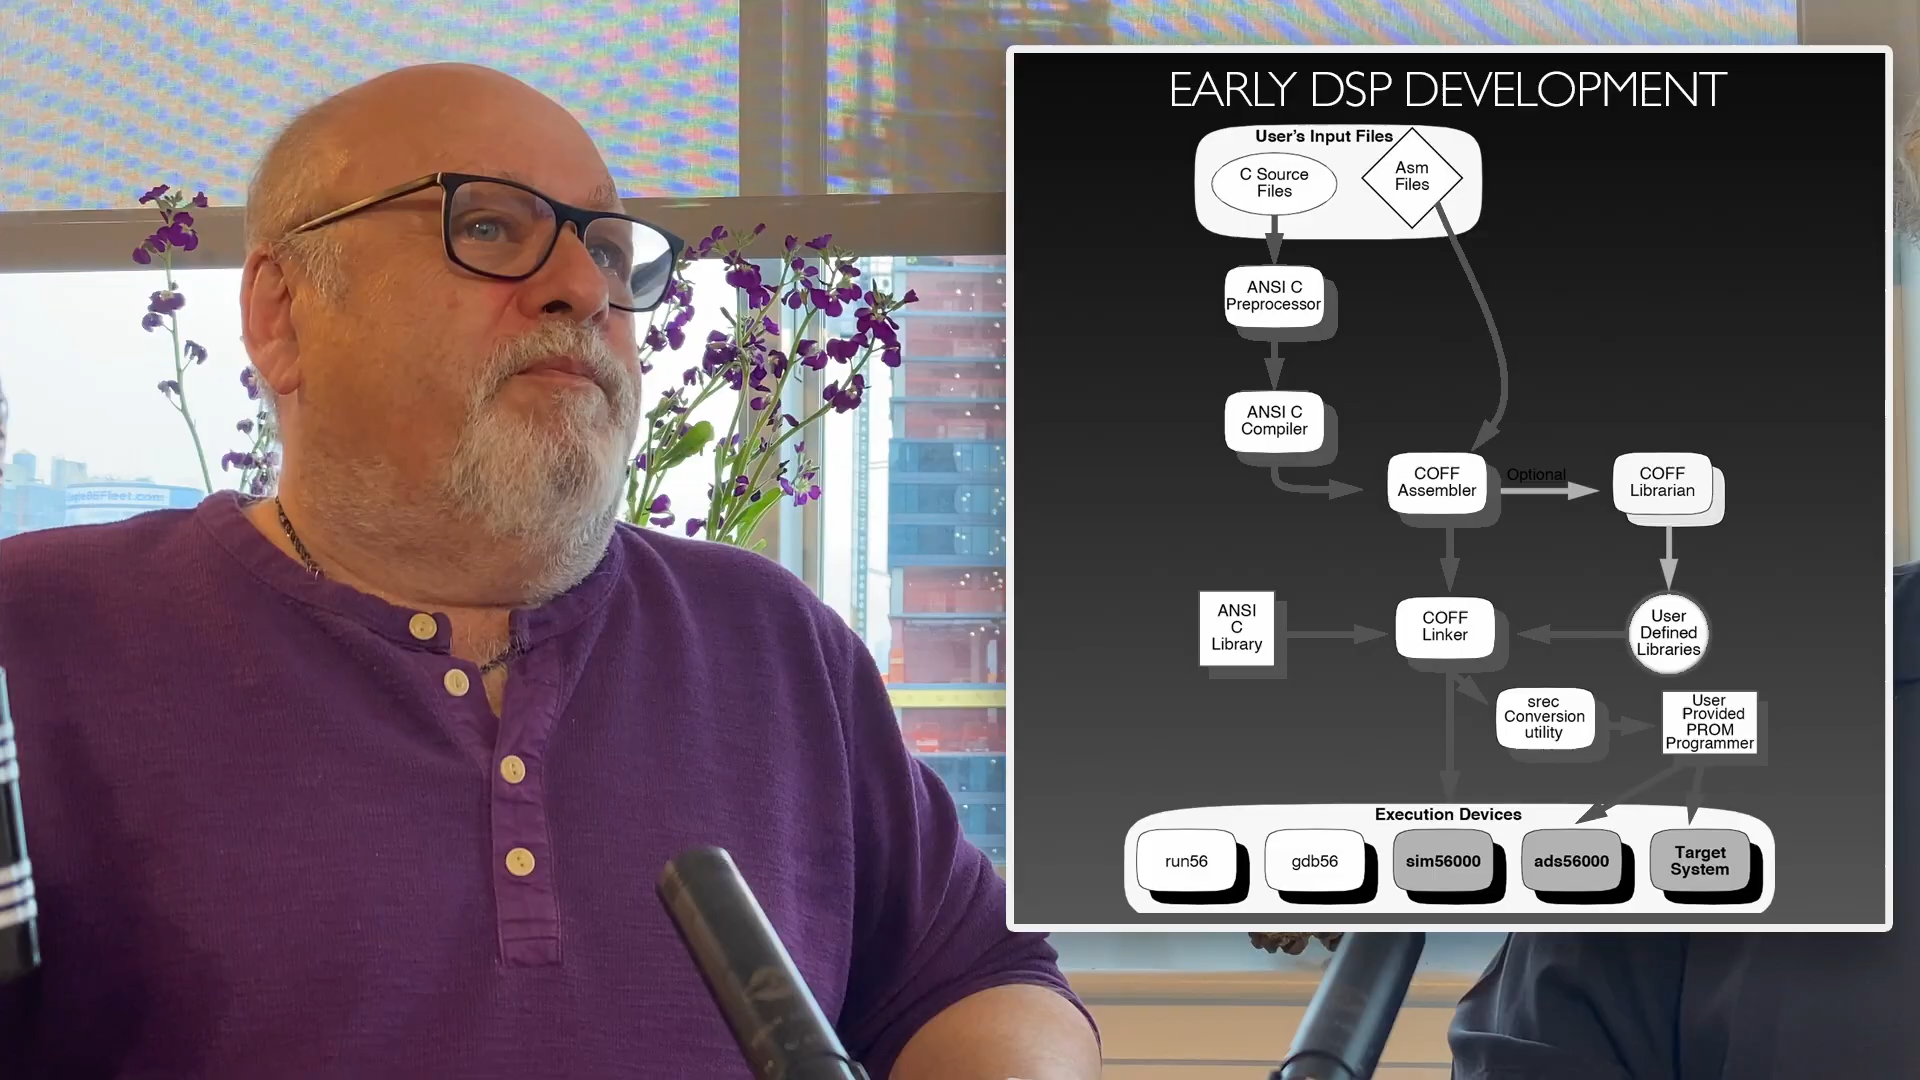 EARLY DSP DEVELOPMENT
User's Input Files
C Source
Files
Asm
Files
ANSI C
Preprocessor
ANSI C
Compiler
COFF
Assembler
Optional
COFF
Librarian
ANSI
C
Library
COFF
Linker
User
Defined
Libraries
srec
Conversion
utility
User
Provided
PROM
Programmer
Execution Devices
run56
gdb56
sim56000
ads56000
Target
System